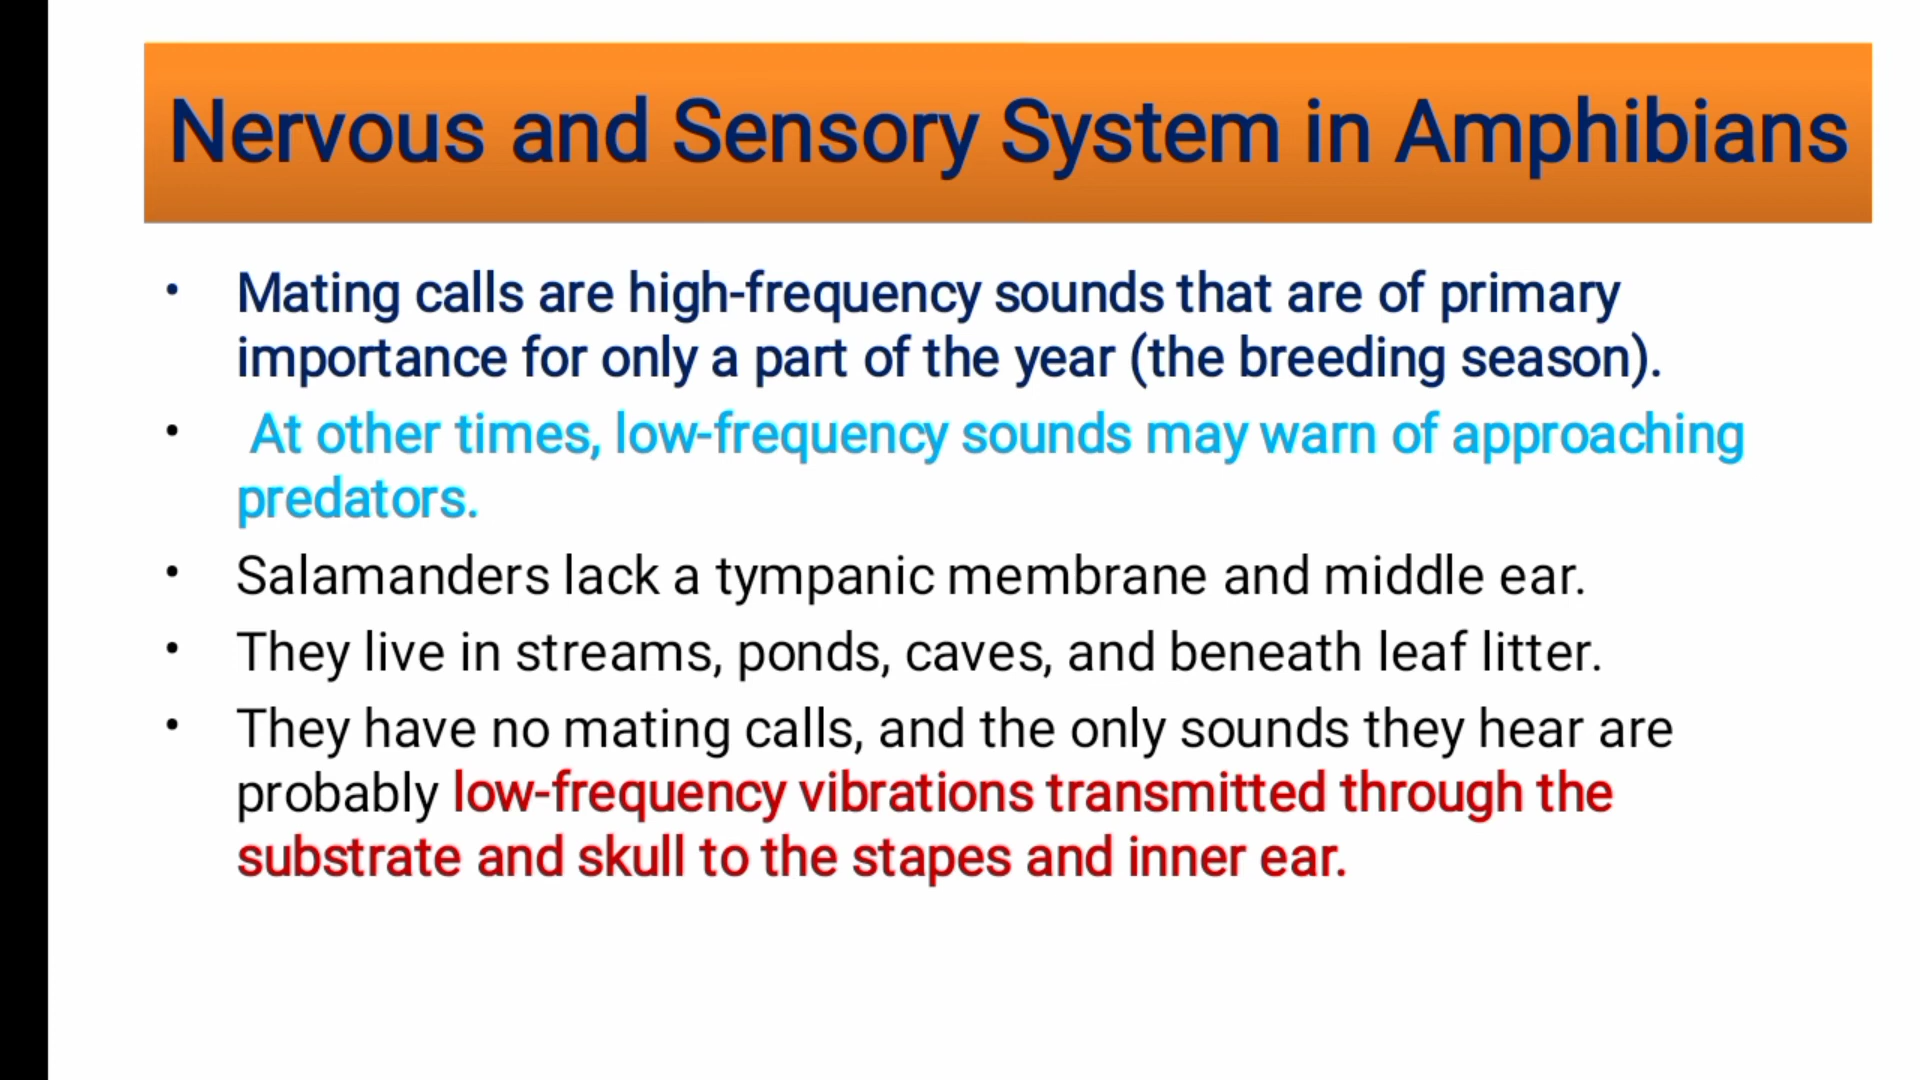 Nervous and Sensory System in Amphibians
• Mating calls are high-frequency sounds that are of primary
importance for only a part of the year (the breeding season).
• At other times, low-frequency sounds may warn of approaching
predators.
• Salamanders lack a tympanic membrane and middle ear.
• They live in streams, ponds, caves, and beneath leaf litter.
• They have no mating calls, and the only sounds they hear are
probably low-frequency vibrations transmitted through the
substrate and skull to the stapes and inner ear.